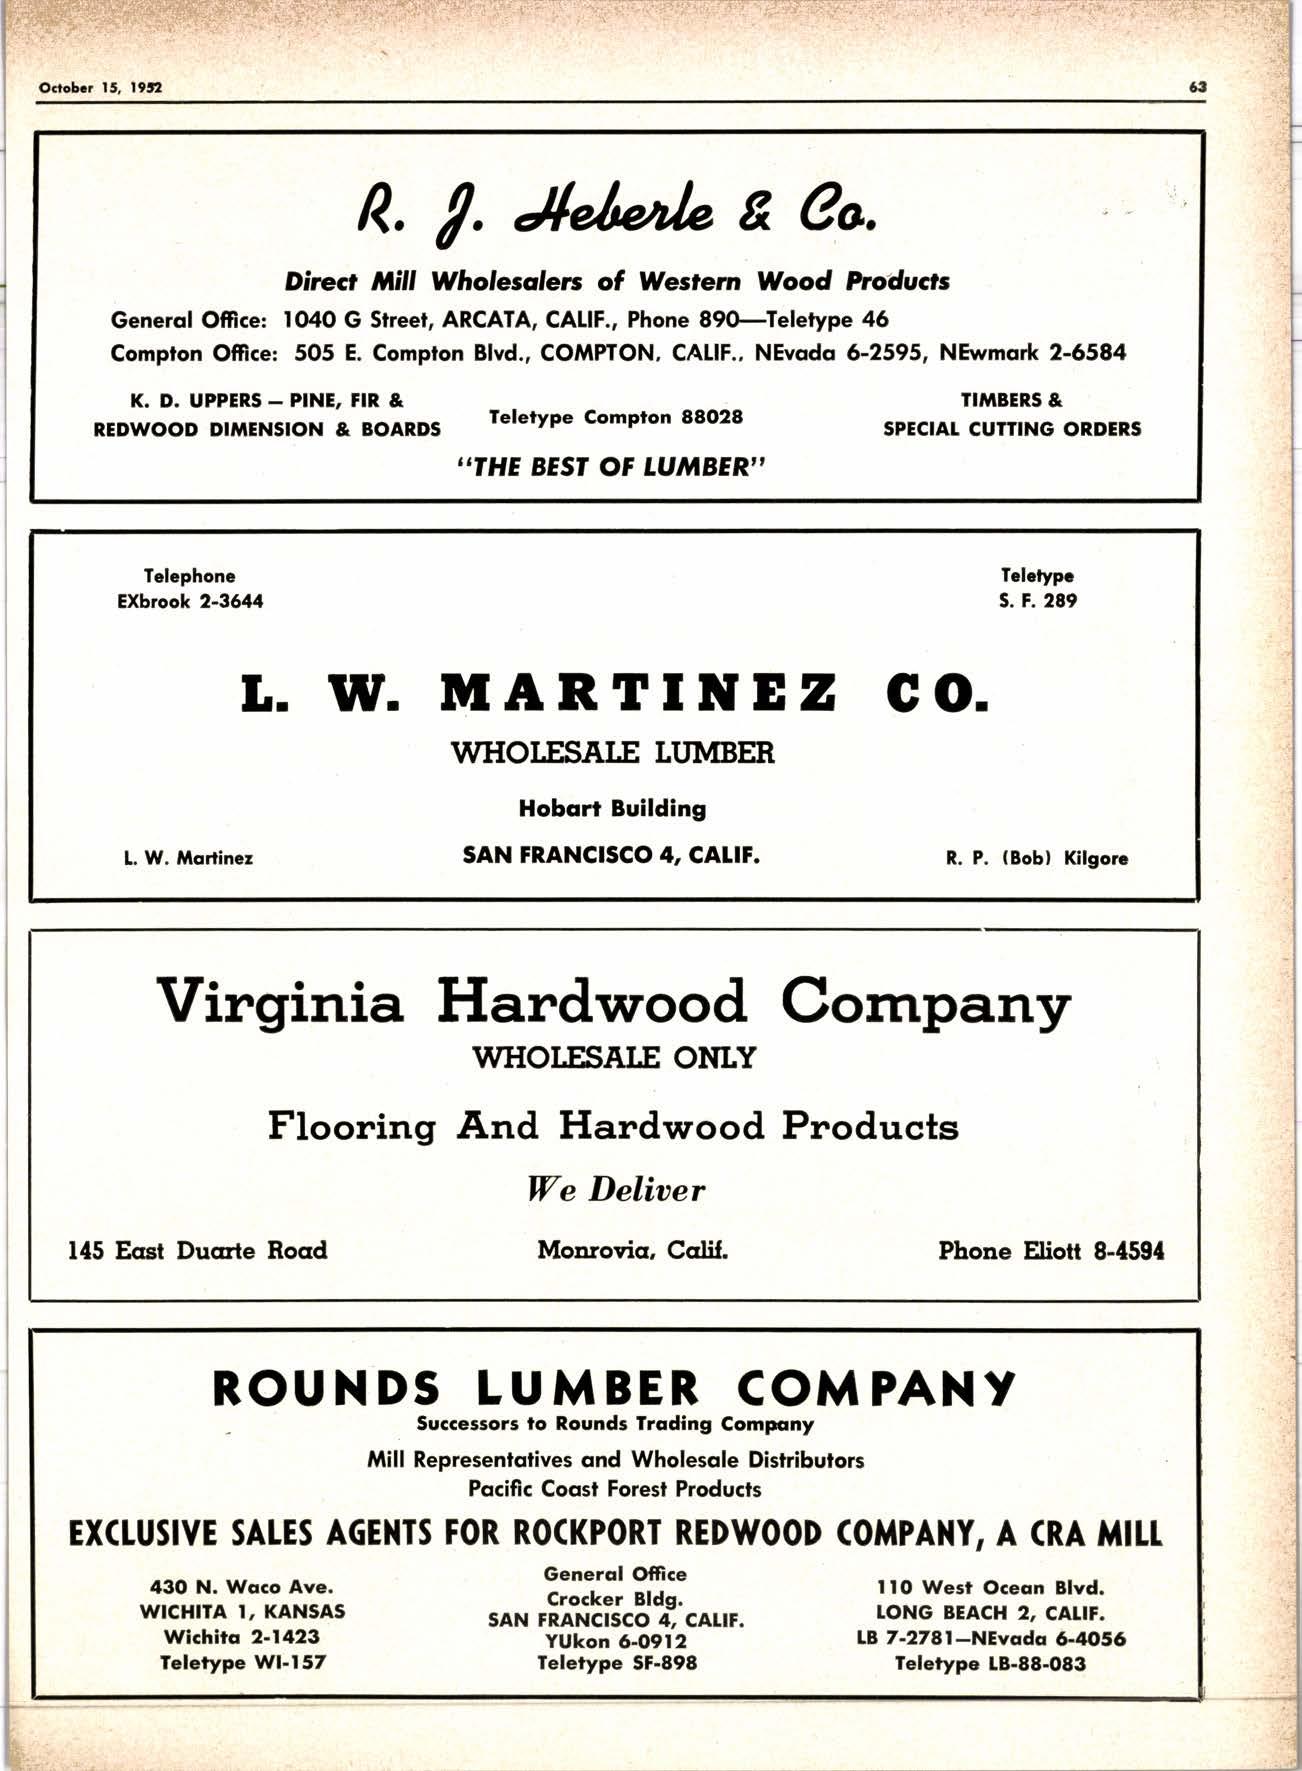 October 15, 1952 63
R. J. Heberle & Co.
Direct Mill Wholesalers of Western Wood Products
General Office: 1040 G Street, ARCATA, CALIF., Phone 890—Teletype 46
Compton Office: 505 E. Compton Blvd., COMPTON, CALIF., NEvada 6-2595, NEwmark 2-6584
K. D. UPPERS — PINE, FIR &
REDWOOD DIMENSION & BOARDS
Teletype Compton 88028
TIMBERS &
SPECIAL CUTTING ORDERS
"THE BEST OF LUMBER"
Telephone
EXbrook 2-3644
Teletype
S. F. 289
L. W. MARTINEZ CO.
WHOLESALE LUMBER
Hobart Building
L. W. Martinez SAN FRANCISCO 4, CALIF. R. P. (Bob) Kilgore
Virginia Hardwood Company
WHOLESALE ONLY
Flooring And Hardwood Products
We Deliver
145 East Duarte Road Monrovia, Calif. Phone Eliott 8-4594
ROUNDS LUMBER COMPANY
Successors to Rounds Trading Company
Mill Representatives and Wholesale Distributors
Pacific Coast Forest Products
EXCLUSIVE SALES AGENTS FOR ROCKPORT REDWOOD COMPANY, A CRA MILL
430 N. Waco Ave.
WICHITA 1, KANSAS
Wichita 2-1423
Teletype WI-157
General Office
Crocker Bldg.
SAN FRANCISCO 4, CALIF.
YUkon 6-0912
Teletype SF-898
110 West Ocean Blvd.
LONG BEACH 2, CALIF.
LB 7-2781—NEvada 6-4056
Teletype LB-88-083